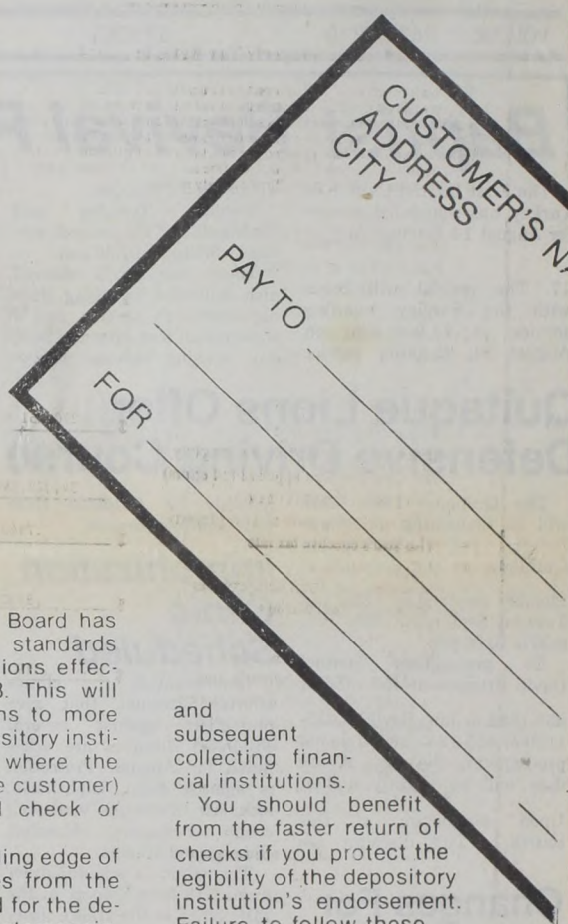 CUSTOMER'S NA
ADDRESS
CITY
PAY TO
FOR
Board has
standards
ions effec-
This will
ns to more
sitory insti-
where the
e customer)
check or
ing edge of
es from the
d for the de-
and
subsequent
collecting finan-
cial institutions.
You should benefit
from the faster return of
checks if you protect the
legibility of the depository
institution's endorsement.
Failure to follow these